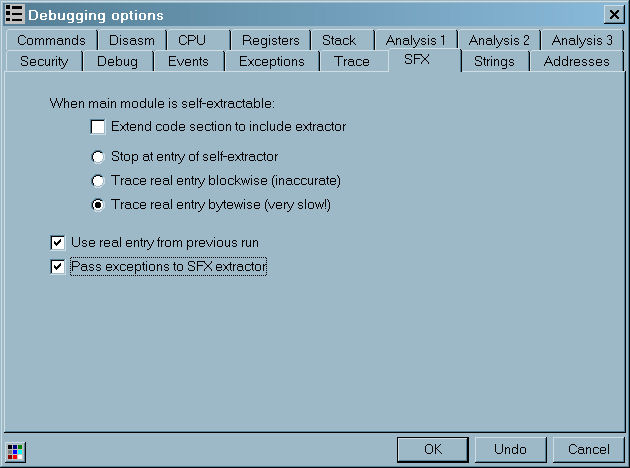 Debugging options
Commands Disasm CPU Registers Stack Analysis 1 Analysis 2 Analysis 3
Security Debug Events Exceptions Trace SFX Strings Addresses
When main module is self-extractable:
Extend code section to include extractor
Stop at entry of self-extractor
Trace real entry blockwise (inaccurate)
Trace real entry bytewise (very slow!)
Use real entry from previous run
Pass exceptions to SFX extractor
OK Undo Cancel